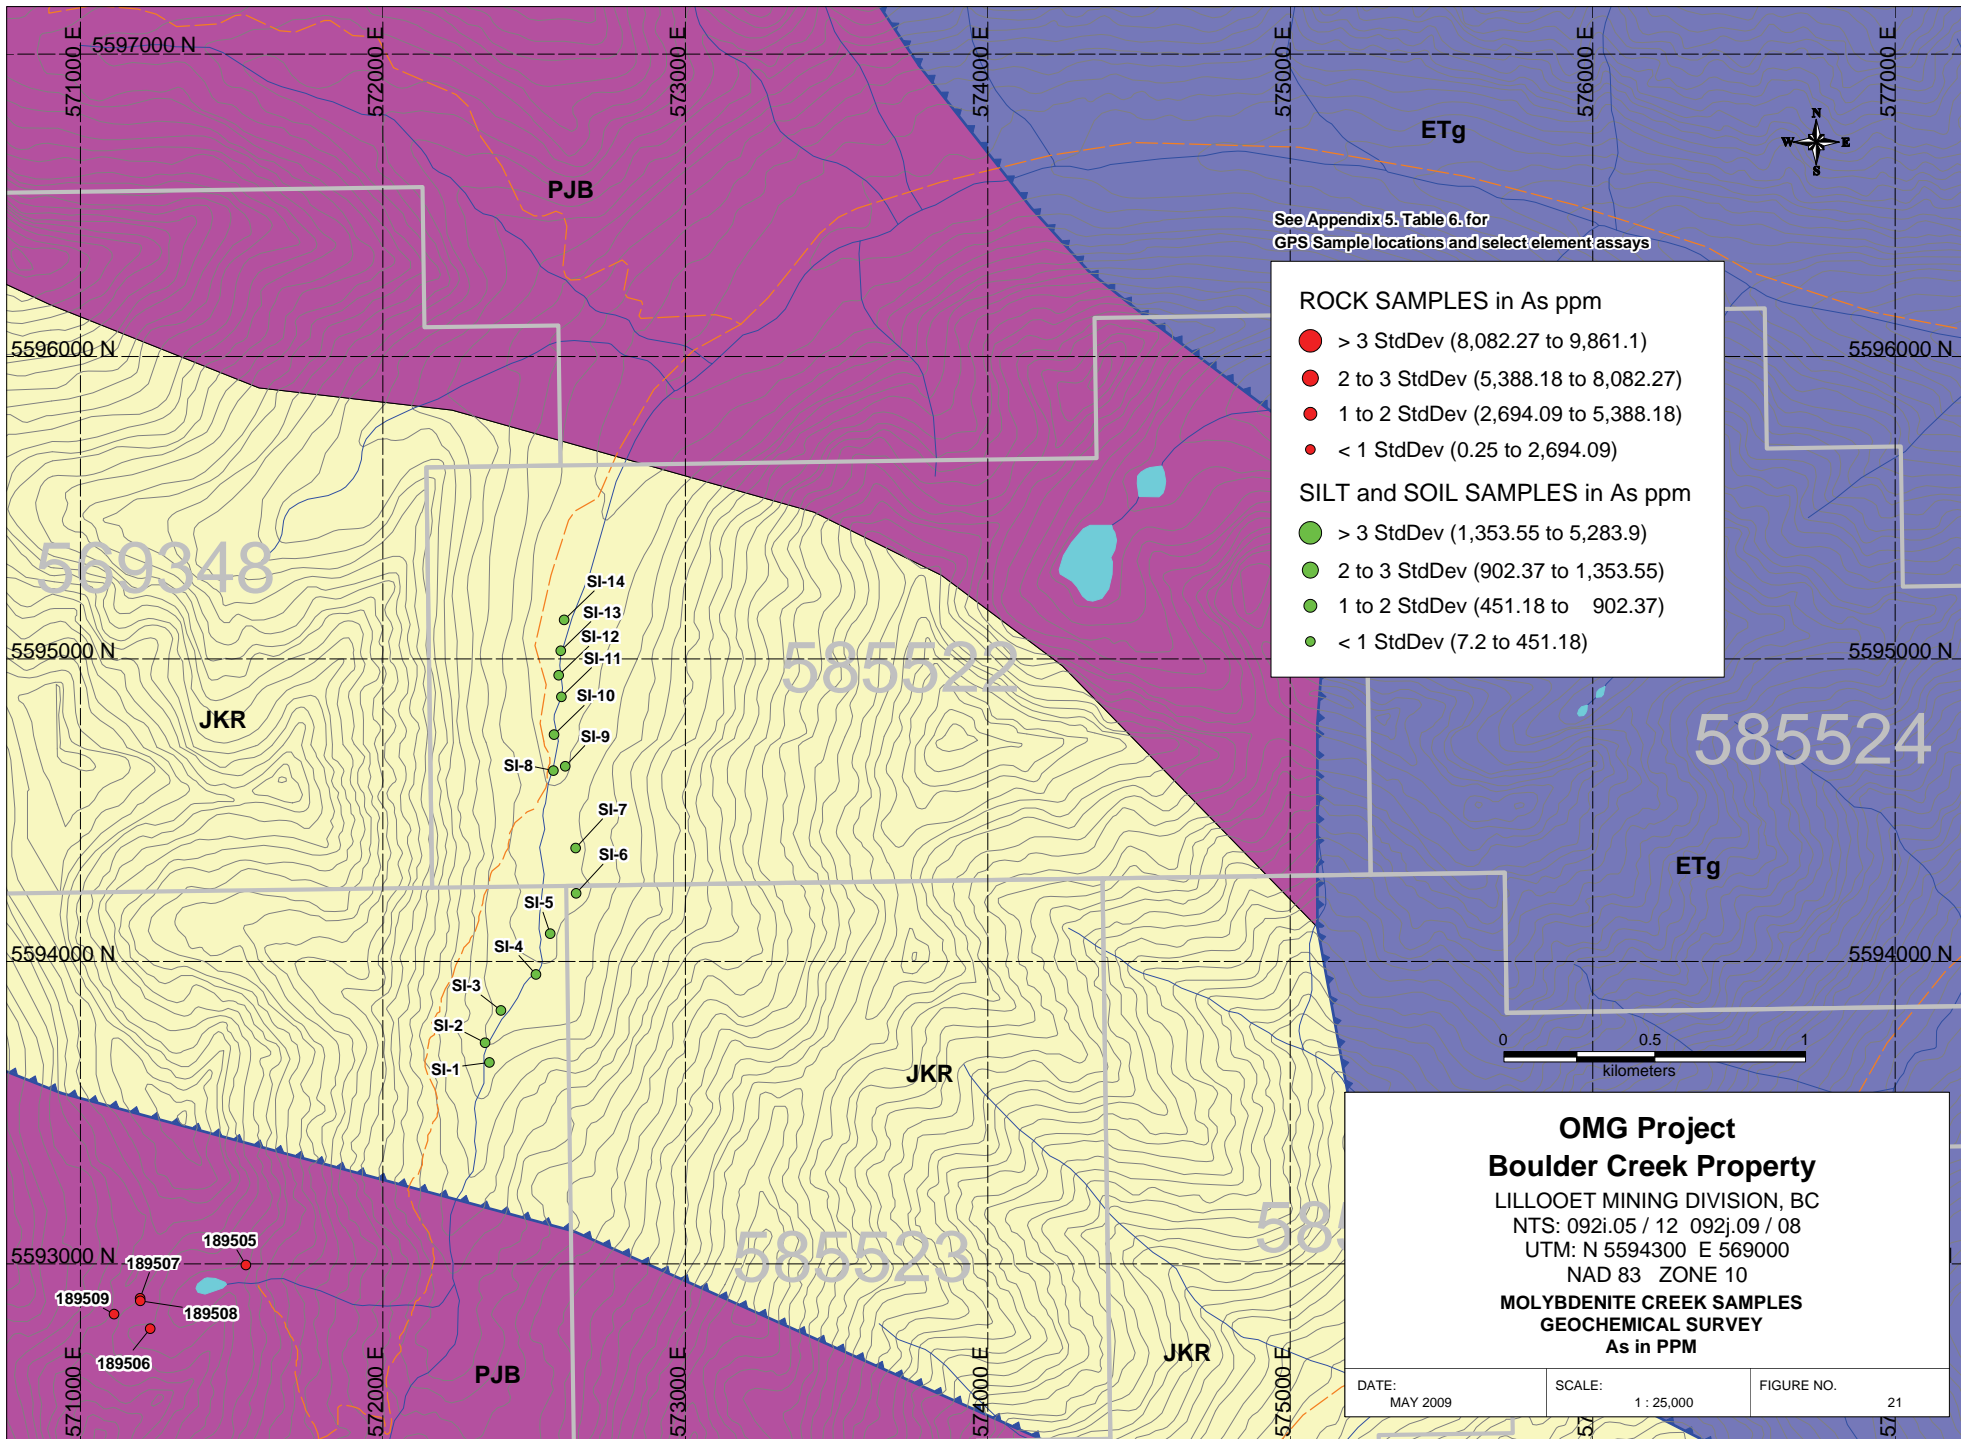 571000 E
572000 E
573000 E
574000 E
575000 E
576000 E
577000 E
5597000 N
N
W E
S
ETg
PJB
See Appendix 5. Table 6. for
GPS Sample locations and select element assays
ROCK SAMPLES in As ppm
> 3 StdDev (8,082.27 to 9,861.1)
2 to 3 StdDev (5,388.18 to 8,082.27)
1 to 2 StdDev (2,694.09 to 5,388.18)
< 1 StdDev (0.25 to 2,694.09)
SILT and SOIL SAMPLES in As ppm
> 3 StdDev (1,353.55 to 5,283.9)
2 to 3 StdDev (902.37 to 1,353.55)
1 to 2 StdDev (451.18 to 902.37)
< 1 StdDev (7.2 to 451.18)
5596000 N
5596000 N
569348
SI-14
SI-13
SI-12
SI-11
SI-10
SI-9
SI-8
SI-7
SI-6
SI-5
SI-4
SI-3
SI-2
SI-1
5595000 N
5595000 N
585522
JKR
585524
ETg
5594000 N
5594000 N
0 0.5 1
kilometers
JKR
585523
58
189505
189507
189509
189508
189506
5593000 N
PJB
JKR
571000 E
572000 E
573000 E
574000 E
575000 E
OMG Project
Boulder Creek Property
LILLOOET MINING DIVISION, BC
NTS: 092i.05 / 12 092j.09 / 08
UTM: N 5594300 E 569000
NAD 83 ZONE 10
MOLYBDENITE CREEK SAMPLES
GEOCHEMICAL SURVEY
As in PPM
DATE:
MAY 2009
SCALE:
1 : 25,000
FIGURE NO.
21